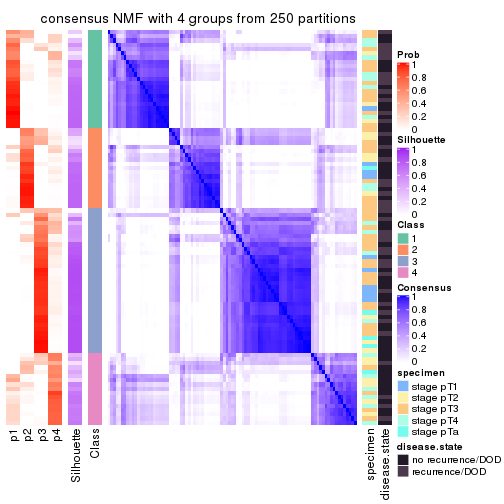 consensus NMF with 4 groups from 250 partitions
Prob
1
0.8
0.6
0.4
0.2
0
Silhouette
1
0.8
0.6
0.4
0.2
0
Class
1
2
3
4
Consensus
1
0.8
0.6
0.4
0.2
0
specimen
stage pT1
stage pT2
stage pT3
stage pT4
stage pTa
disease.state
no recurrence/DOD
recurrence/DOD
p1
p2
p3
p4
Silhouette
Class
specimen
disease.state